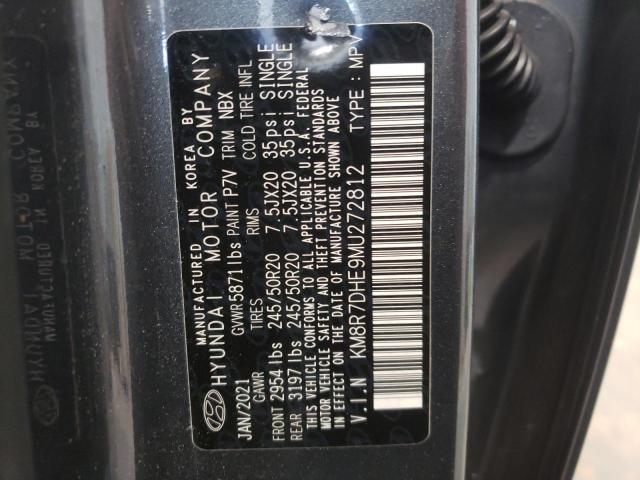 MANUFACTURED IN KOREA BY
HYUNDAI MOTOR COMPANY
JAN/2021 GVWR 5871 lbs PAINT P7V TRIM NBX
GAWR TIRES RIMS COLD TIRE INFL
FRONT 2954 lbs 245/50R20 7.5JX20 35psi SINGLE
REAR 3197 lbs 245/50R20 7.5JX20 35psi SINGLE
THIS VEHICLE CONFORMS TO ALL APPLICABLE U.S.A. FEDERAL
MOTOR VEHICLE SAFETY AND THEFT PREVENTION STANDARDS
IN EFFECT ON THE DATE OF MANUFACTURE SHOWN ABOVE
V.I.N KM8R7DHE9MU272812 TYPE : MPV